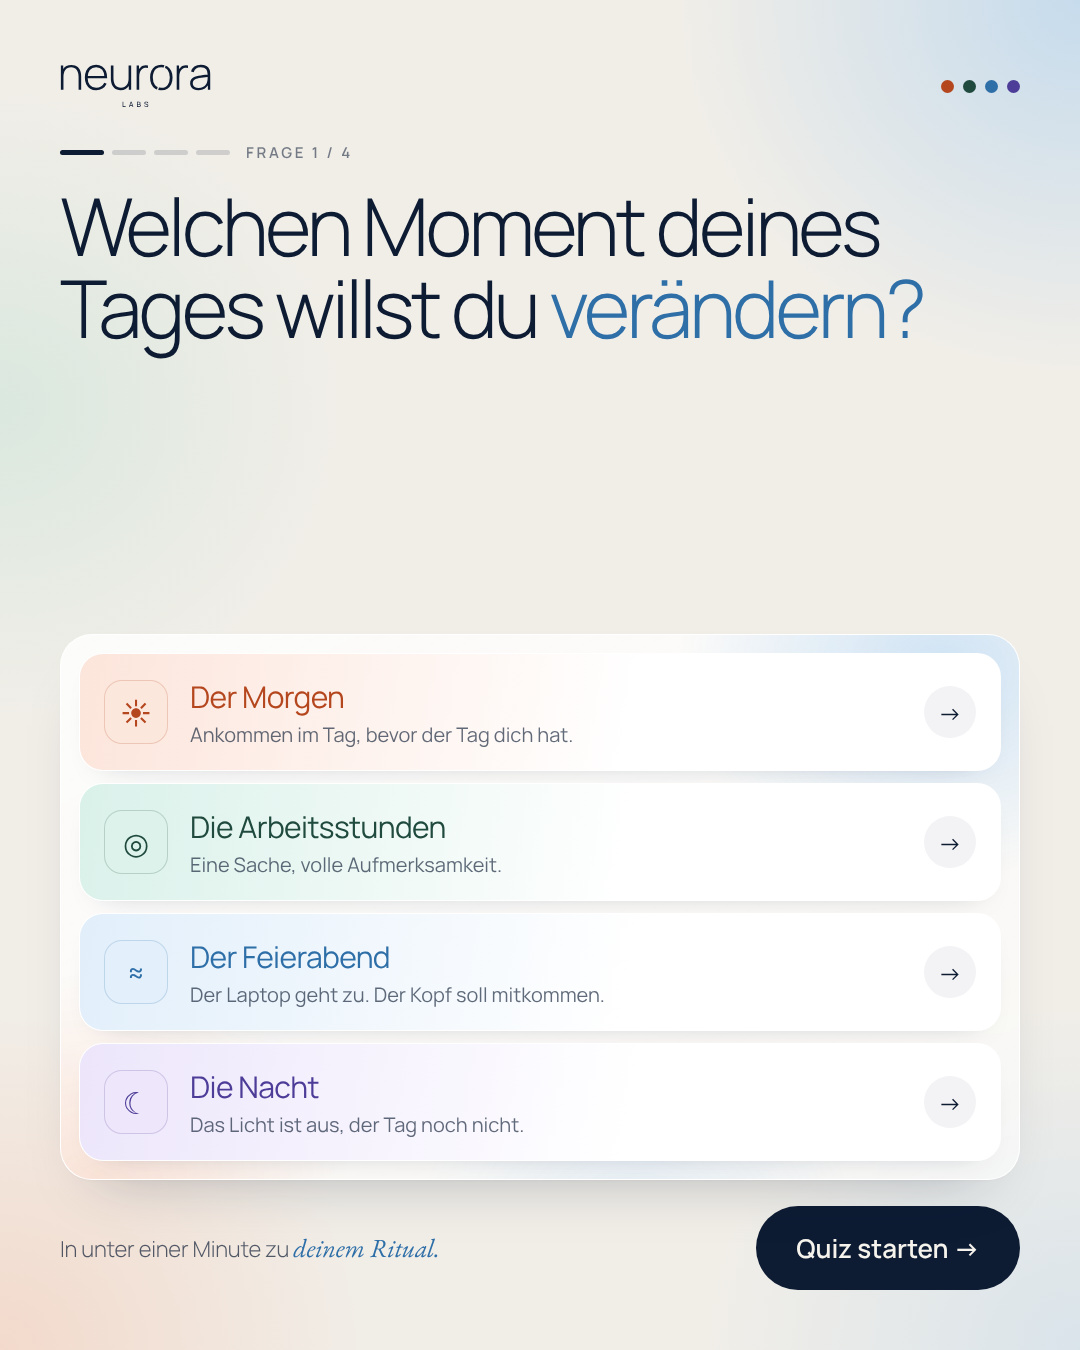 neurora
LABS
FRAGE 1 / 4
Welchen Moment deines
Tages willst du verändern?
Der Morgen
Ankommen im Tag, bevor der Tag dich hat.
→
Die Arbeitsstunden
Eine Sache, volle Aufmerksamkeit.
→
≈
Der Feierabend
Der Laptop geht zu. Der Kopf soll mitkommen.
→
Die Nacht
Das Licht ist aus, der Tag noch nicht.
→
In unter einer Minute zu deinem Ritual.
Quiz starten →